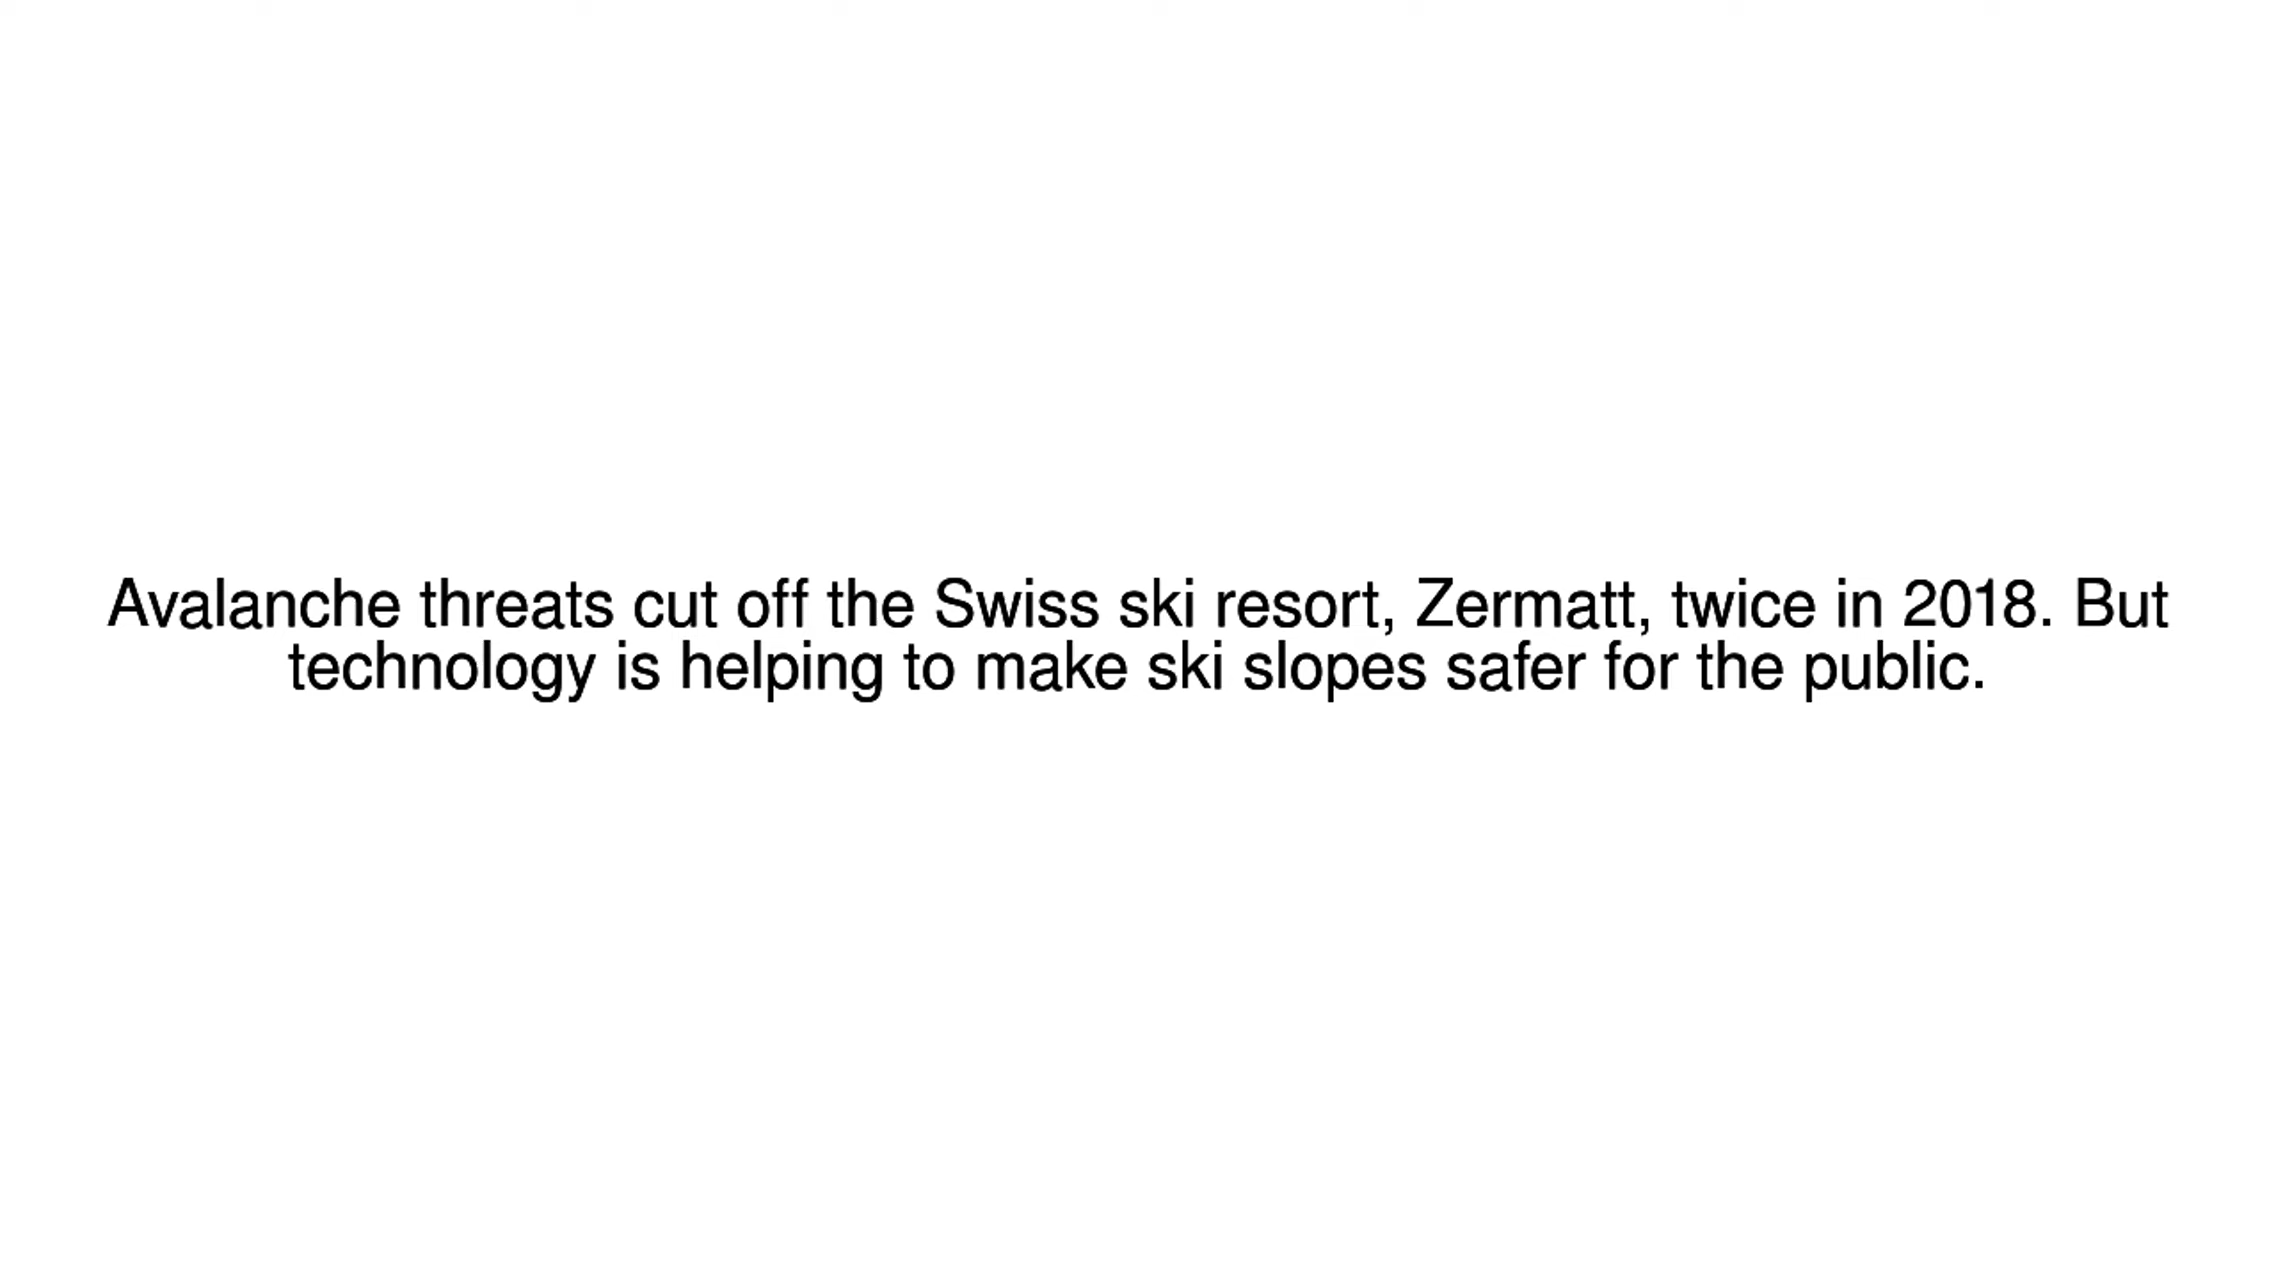 Avalanche threats cut off the Swiss ski resort, Zermatt, twice in 2018. But
technology is helping to make ski slopes safer for the public.